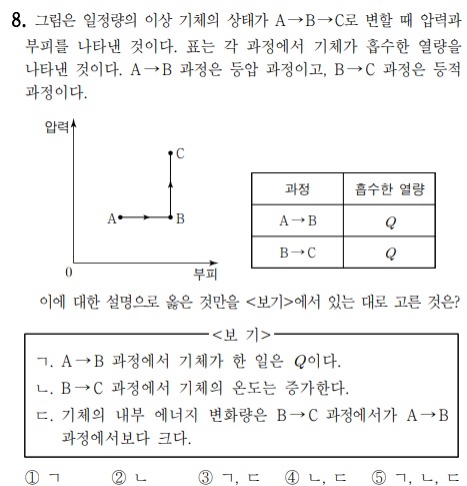 8. 그림은 일정량의 이상 기체의 상태가 A→B→C로 변할 때 압력과
부피를 나타낸 것이다. 표는 각 과정에서 기체가 흡수한 열량을
나타낸 것이다. A→B 과정은 등압 과정이고, B→C 과정은 등적
과정이다.
압력
C
A
B
0
부피
과정 흡수한 열량
A→B Q
B→C Q
이에 대한 설명으로 옳은 것만을 <보기>에서 있는 대로 고른 것은?
<보 기>
ㄱ. A→B 과정에서 기체가 한 일은 Q이다.
ㄴ. B→C 과정에서 기체의 온도는 증가한다.
ㄷ. 기체의 내부 에너지 변화량은 B→C 과정에서가 A→B
과정에서보다 크다.
① ㄱ ② ㄴ ③ ㄱ, ㄷ ④ ㄴ, ㄷ ⑤ ㄱ, ㄴ, ㄷ